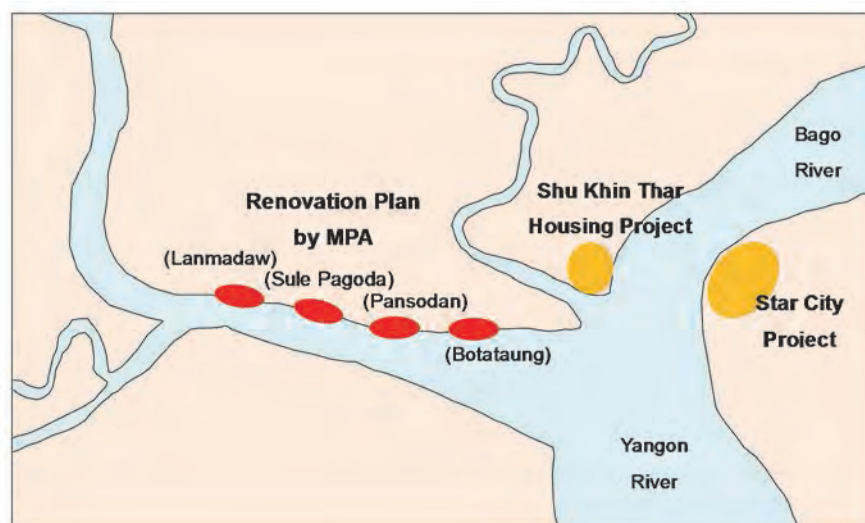 Renovation Plan
by MPA
(Lanmadaw)
(Sule Pagoda)
(Pansodan)
(Botataung)
Shu Khin Thar
Housing Project
Bago
River
Star City
Project
Yangon
River